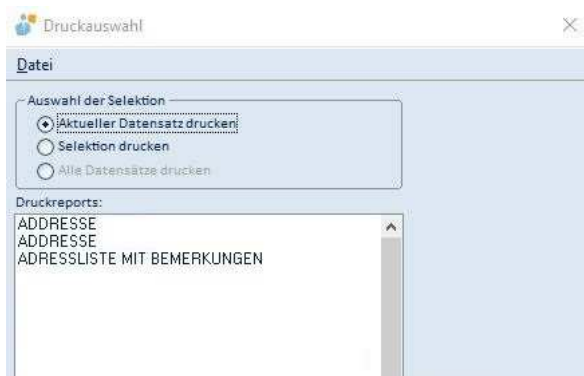 Druckauswahl
Datei
Auswahl der Selektion
Aktueller Datensatz drucken
Selektion drucken
Alle Datensätze drucken
Druckreports:
ADDRESSE
ADDRESSE
ADRESSLISTE MIT BEMERKUNGEN